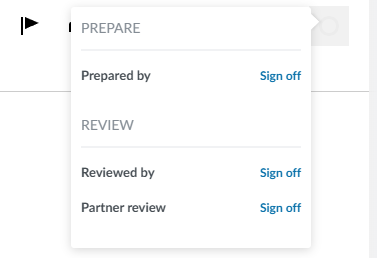 PREPARE
Prepared by Sign off
REVIEW
Reviewed by Sign off
Partner review Sign off